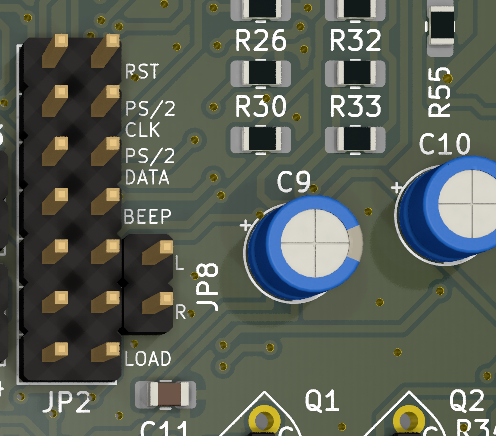 R26
R32
RST
R55
PS/2
CLK
R30
R33
PS/2
DATA
C10
C9
+
BEEP
+
L
JP8
R
LOAD
JP2
Q1
Q2
C11